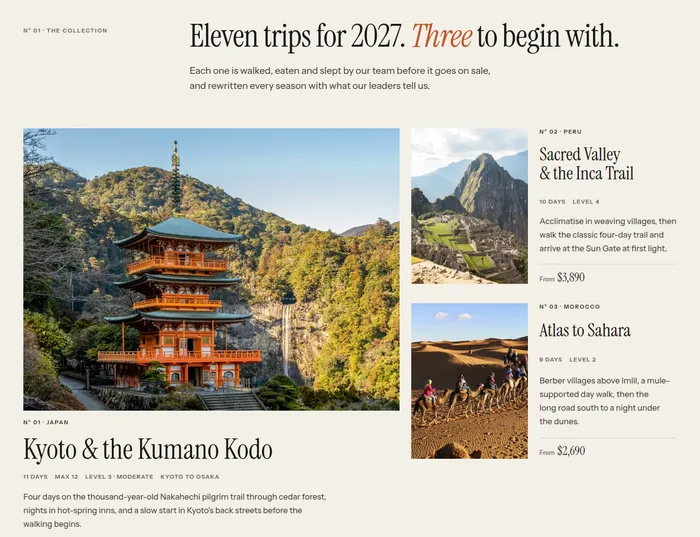 N° 01 · THE COLLECTION
Eleven trips for 2027. Three to begin with.
Each one is walked, eaten and slept by our team before it goes on sale,
and rewritten every season with what our leaders tell us.
N° 01 · JAPAN
Kyoto & the Kumano Kodo
11 DAYS MAX 12 LEVEL 3 · MODERATE KYOTO TO OSAKA
Four days on the thousand-year-old Nakahechi pilgrim trail through cedar forest,
nights in hot-spring inns, and a slow start in Kyoto's back streets before the
walking begins.
N° 02 · PERU
Sacred Valley
& the Inca Trail
10 DAYS LEVEL 4
Acclimatise in weaving villages, then
walk the classic four-day trail and
arrive at the Sun Gate at first light.
From $3,890
N° 03 · MOROCCO
Atlas to Sahara
9 DAYS LEVEL 2
Berber villages above Imlil, a mule-
supported day walk, then the
long road south to a night under
the dunes.
From $2,690